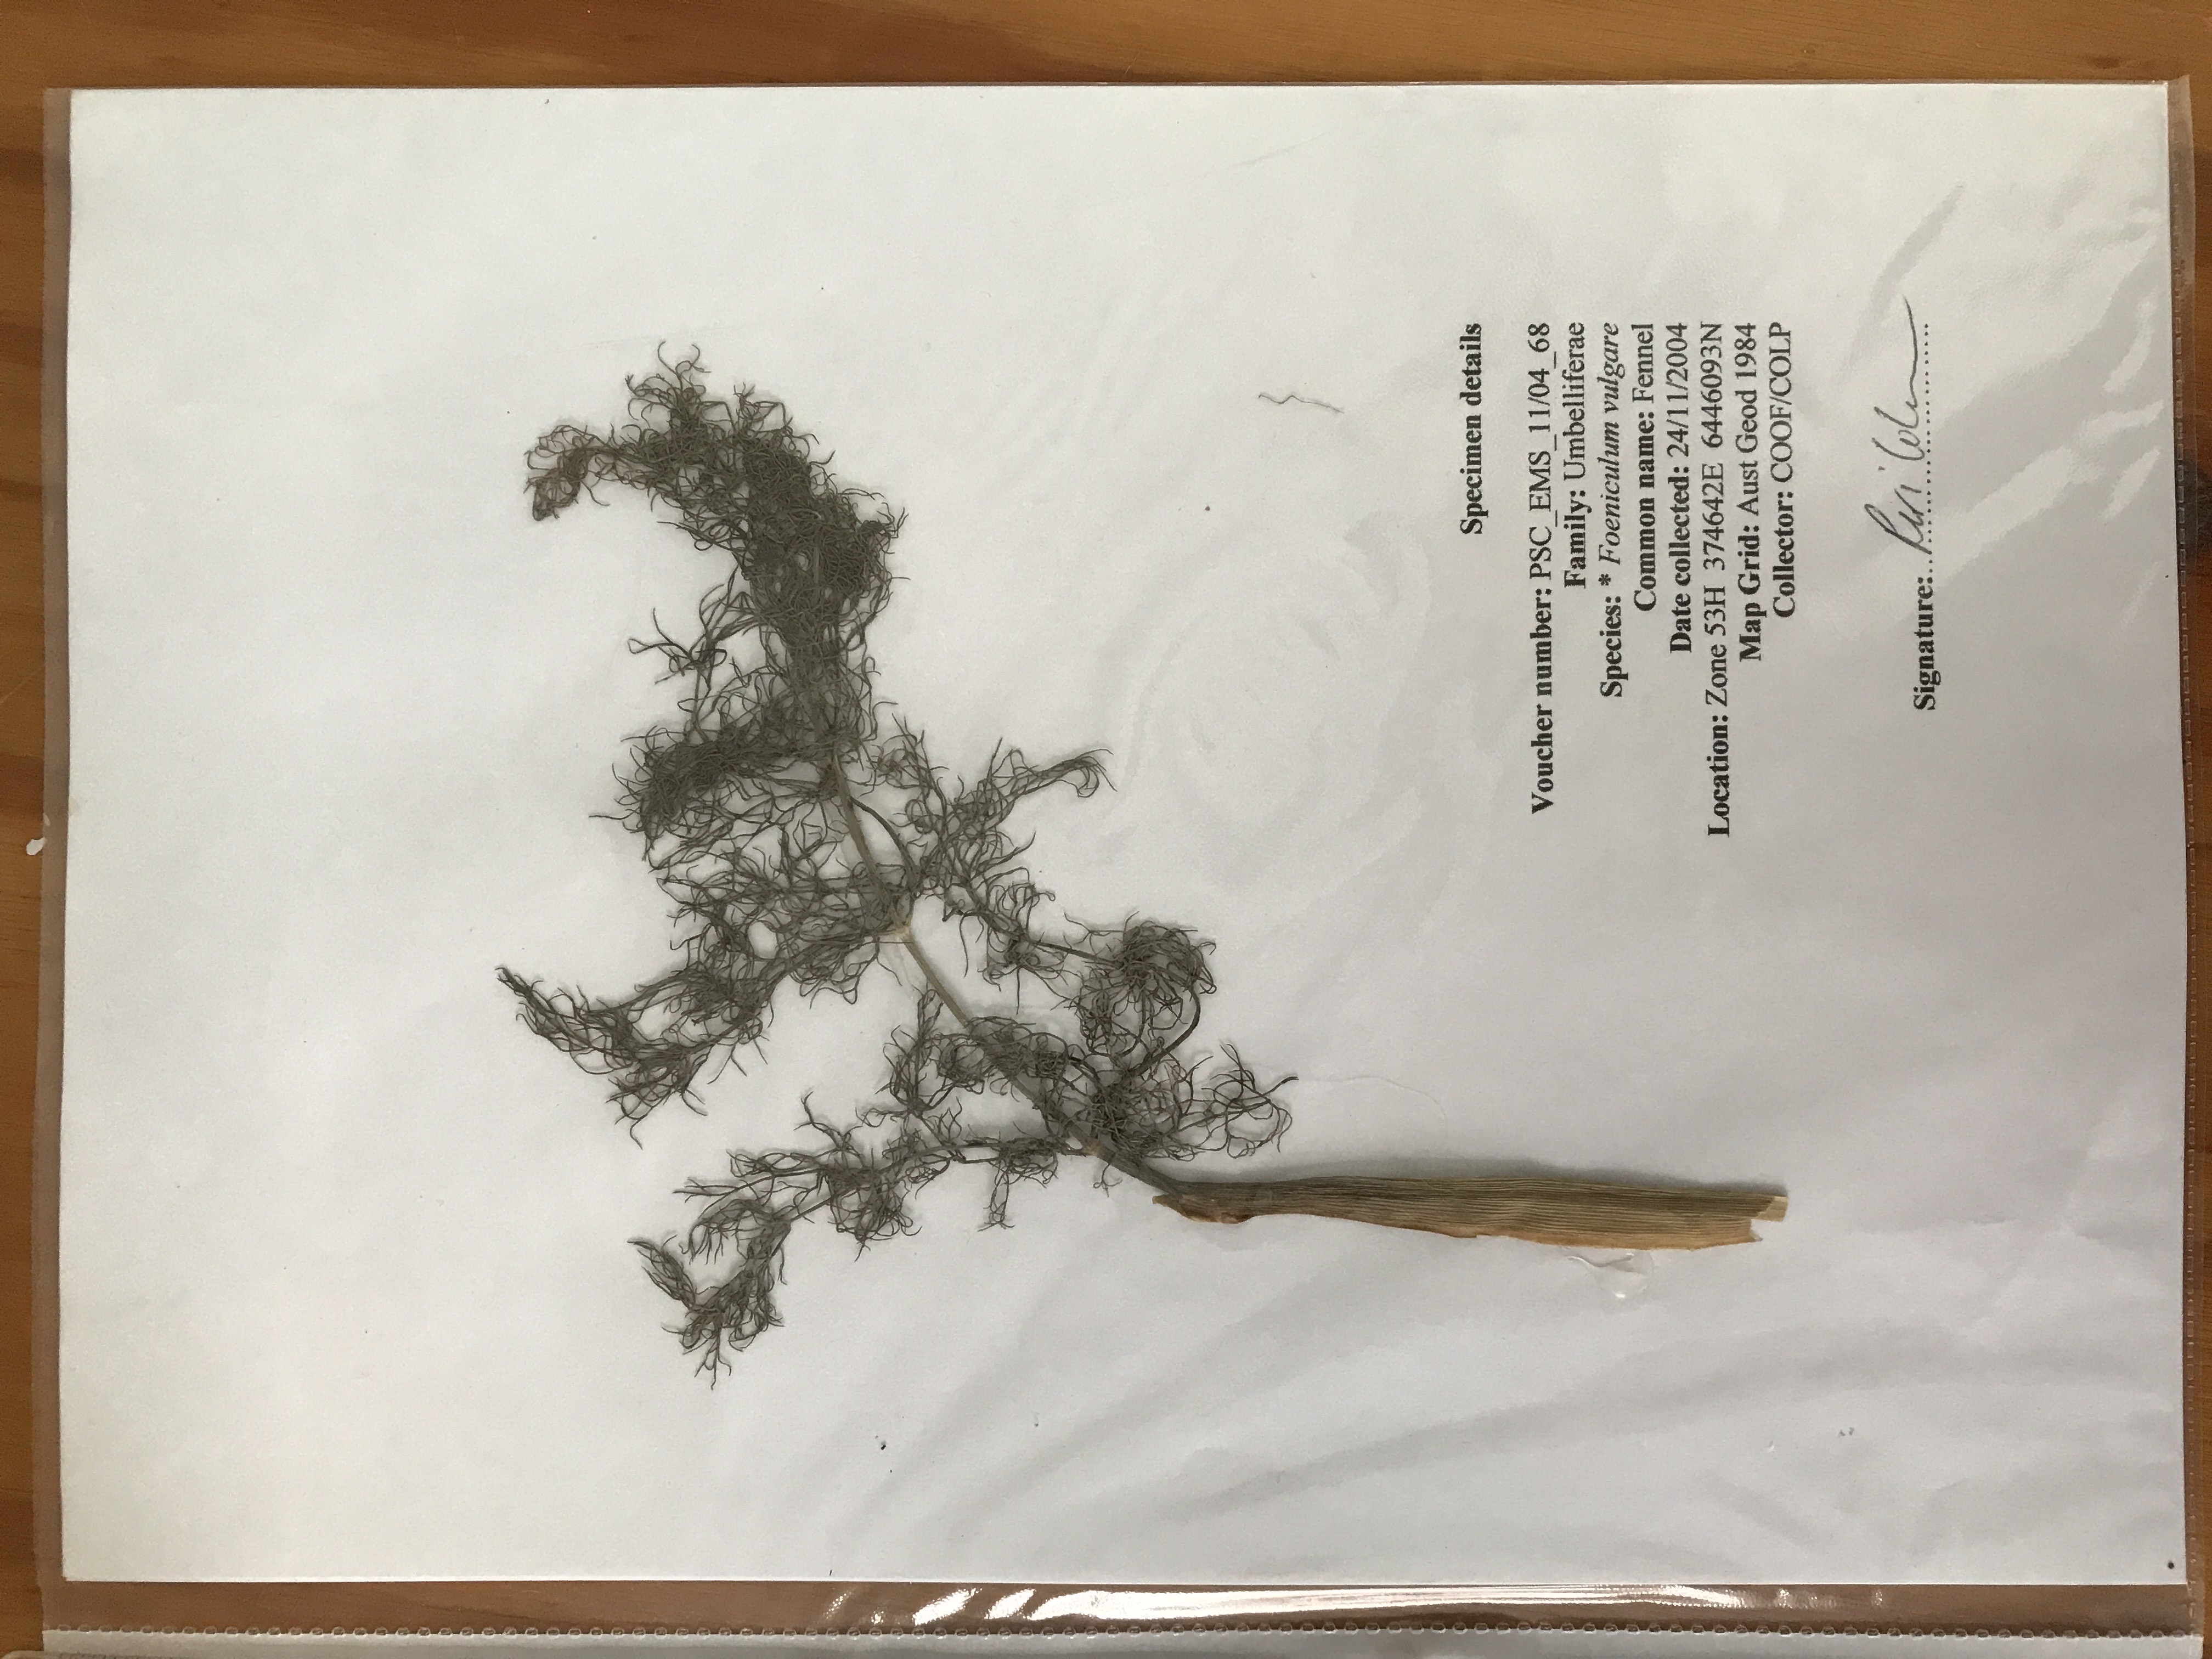 Specimen details
Voucher number: PSC_EMS_11/04_68
Family: Umbelliferae
Species: * Foeniculum vulgare
Common name: Fennel
Date collected: 24/11/2004
Location: Zone 53H 374642E 6446093N
Map Grid: Aust Geod 1984
Collector: COOF/COLP
Signature: